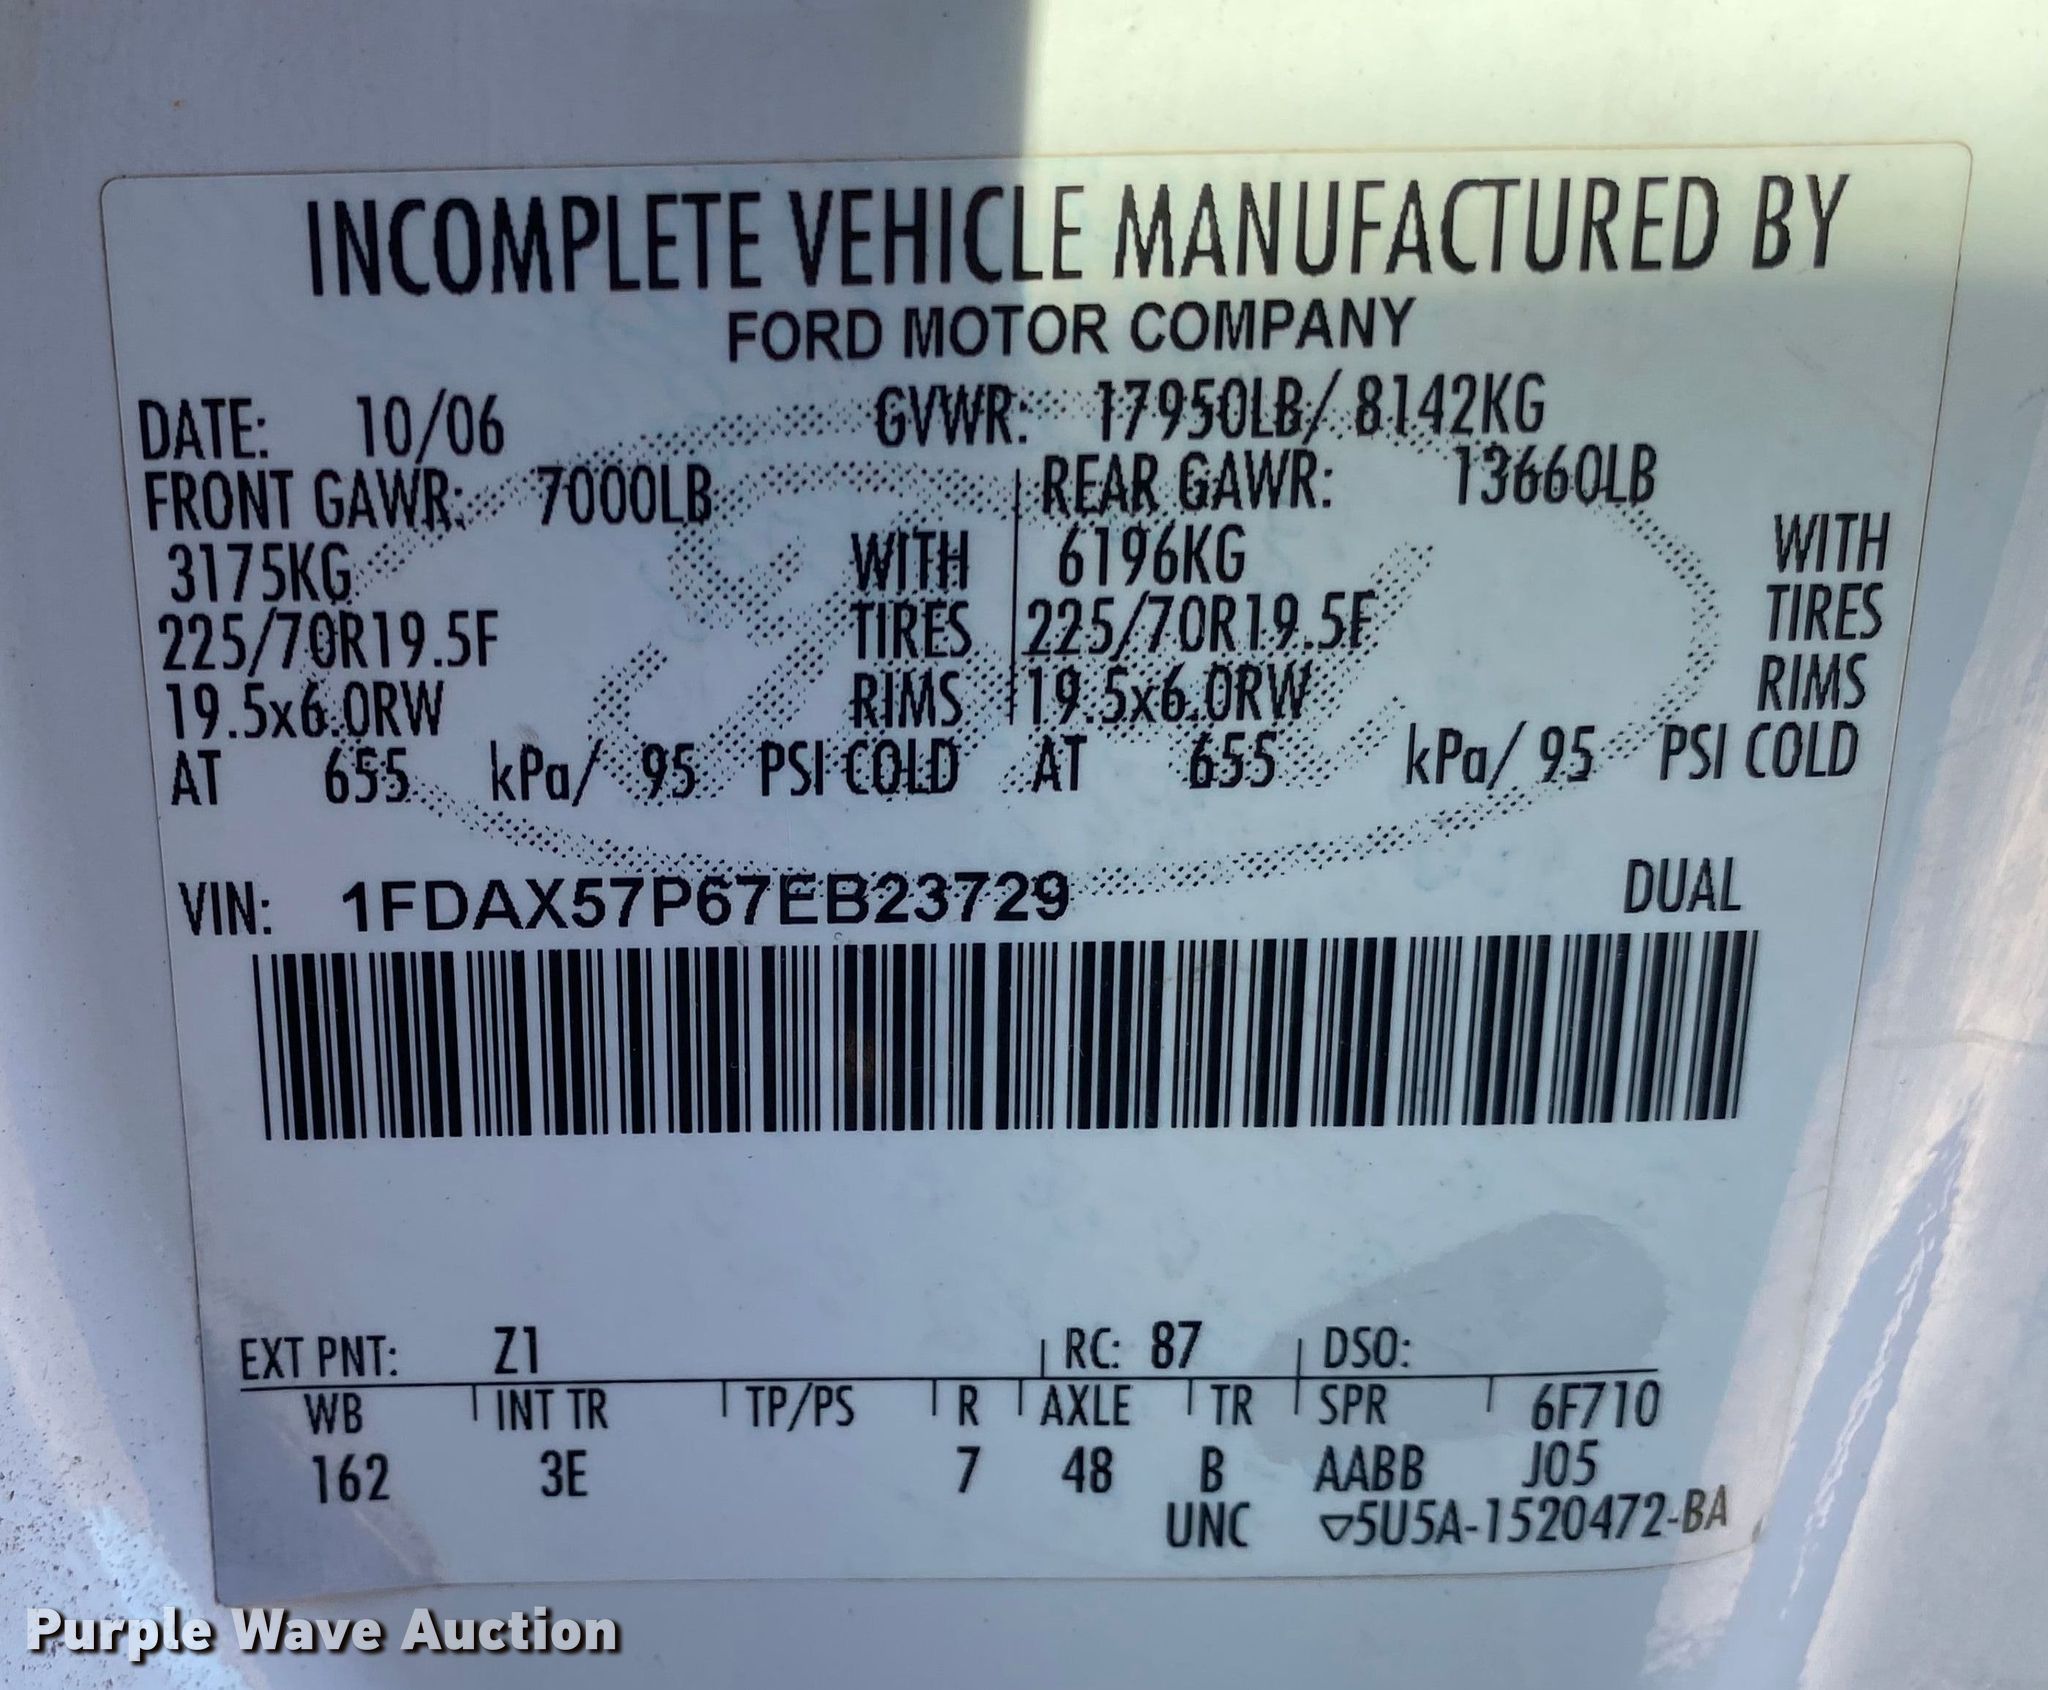 INCOMPLETE VEHICLE MANUFACTURED BY
FORD MOTOR COMPANY
DATE: 10/06 GVWR: 17950LB/ 8142KG
FRONT GAWR: 7000LB REAR GAWR: 13660LB
3175KG WITH 6196KG WITH
225/70R19.5F TIRES 225/70R19.5F TIRES
19.5x6.0RW RIMS 19.5x6.0RW RIMS
AT 655 kPa/ 95 PSI COLD AT 655 kPa/ 95 PSI COLD
VIN: 1FDAX57P67EB23729 DUAL
EXT PNT: Z1 RC: 87 DSO:
WB INT TR TP/PS R AXLE TR SPR 6F710
162 3E 7 48 B AABB J05
UNC ▽5U5A-1520472-BA
Purple Wave Auction